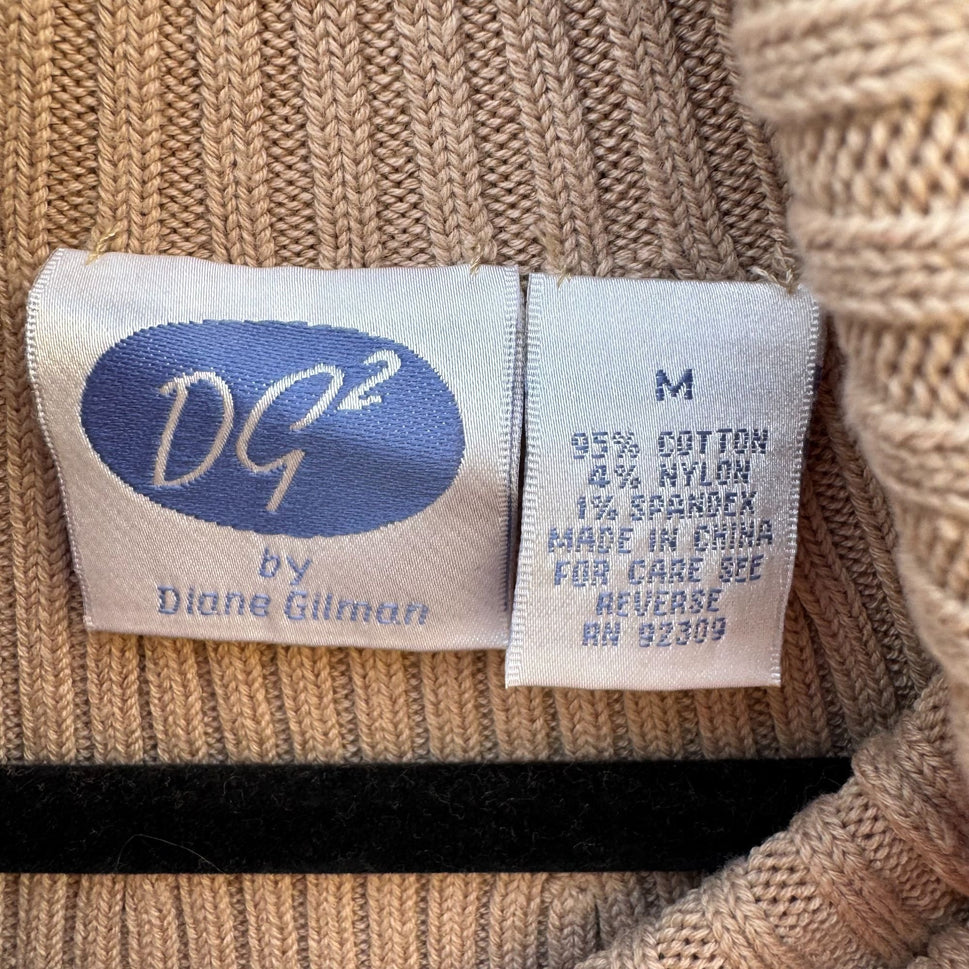 DG²
by
Diane Gilman
M
95% COTTON
4% NYLON
1% SPANDEX
MADE IN CHINA
FOR CARE SEE
REVERSE
RN 92309